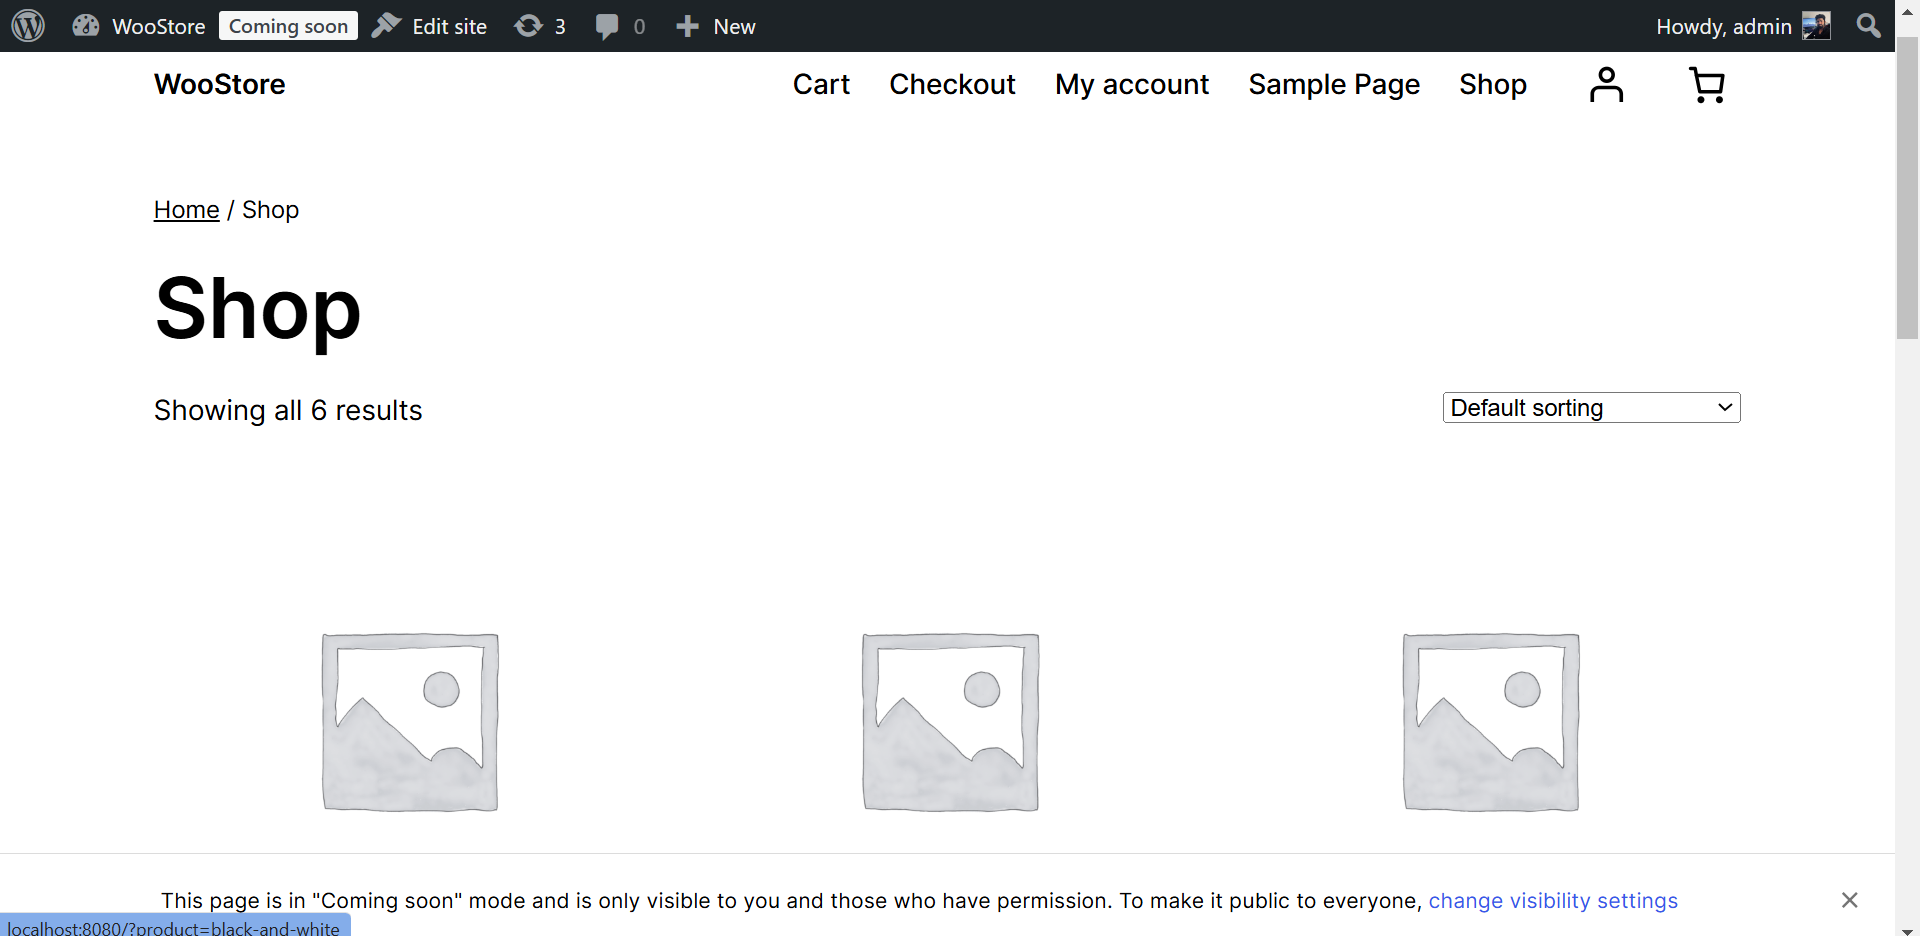 WooStore Coming soon Edit site 3 0 New Howdy, admin
WooStore Cart Checkout My account Sample Page Shop
Home / Shop
Shop
Showing all 6 results Default sorting
This page is in "Coming soon" mode and is only visible to you and those who have permission. To make it public to everyone, change visibility settings
localhost:8080/?product=black-and-white